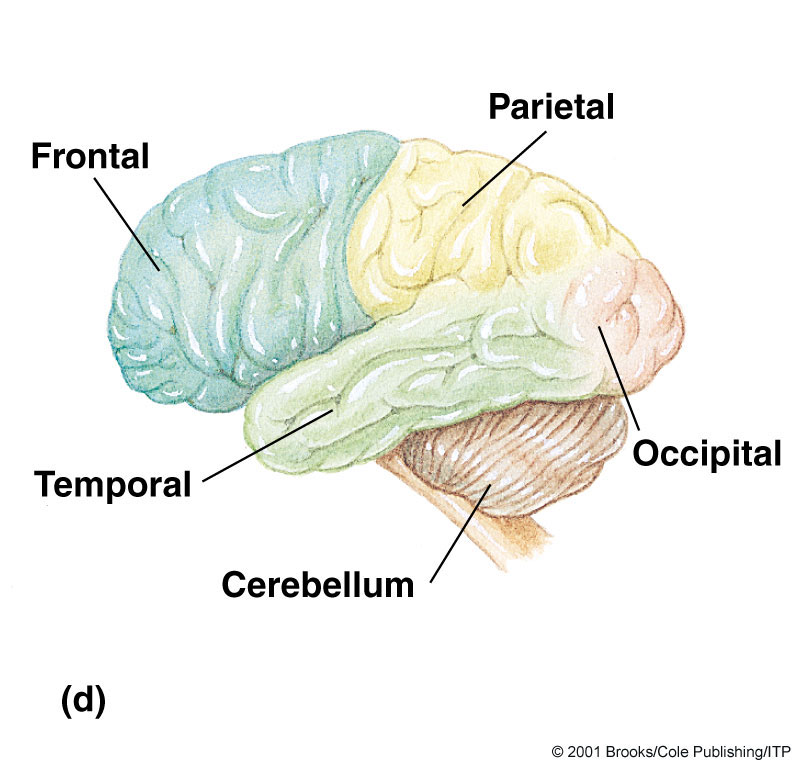 Parietal
Frontal
Occipital
Temporal
Cerebellum
(d)
© 2001 Brooks/Cole Publishing/ITP